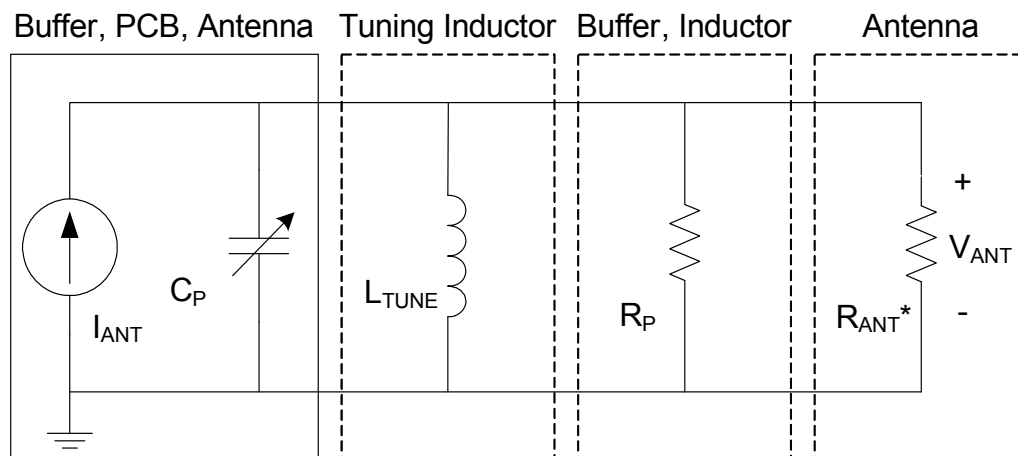 Buffer, PCB, Antenna
Tuning Inductor
Buffer, Inductor
Antenna
I_ANT
C_P
L_TUNE
R_P
R_ANT*
+
V_ANT
-